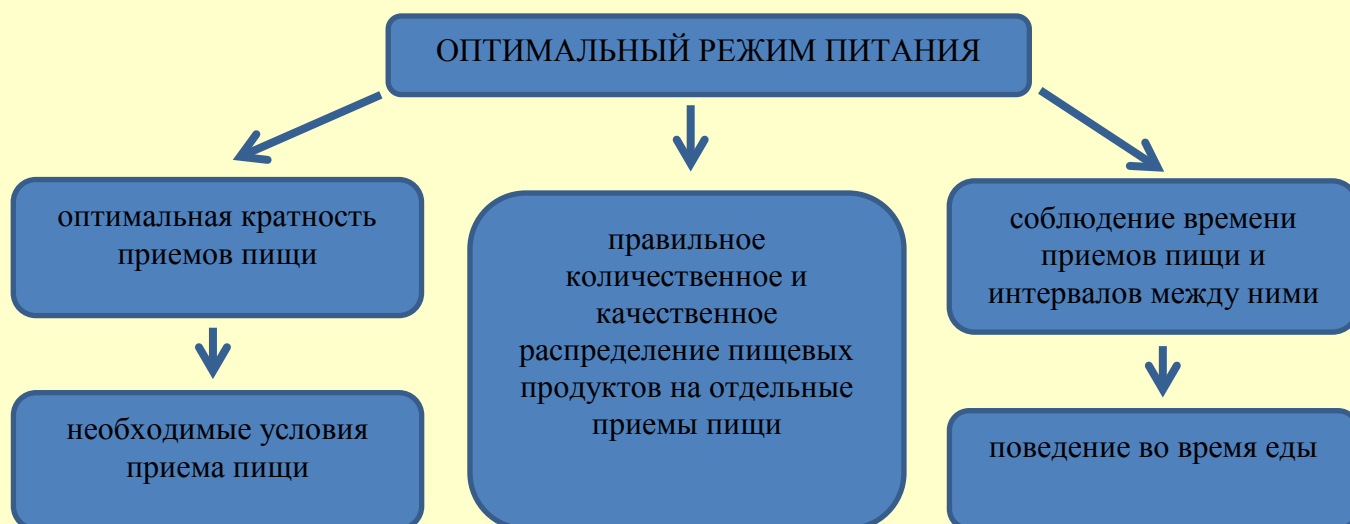 ОПТИМАЛЬНЫЙ РЕЖИМ ПИТАНИЯ
оптимальная кратность
приемов пищи
правильное
количественное и
качественное
распределение пищевых
продуктов на отдельные
приемы пищи
соблюдение времени
приемов пищи и
интервалов между ними
необходимые условия
приема пищи
поведение во время еды